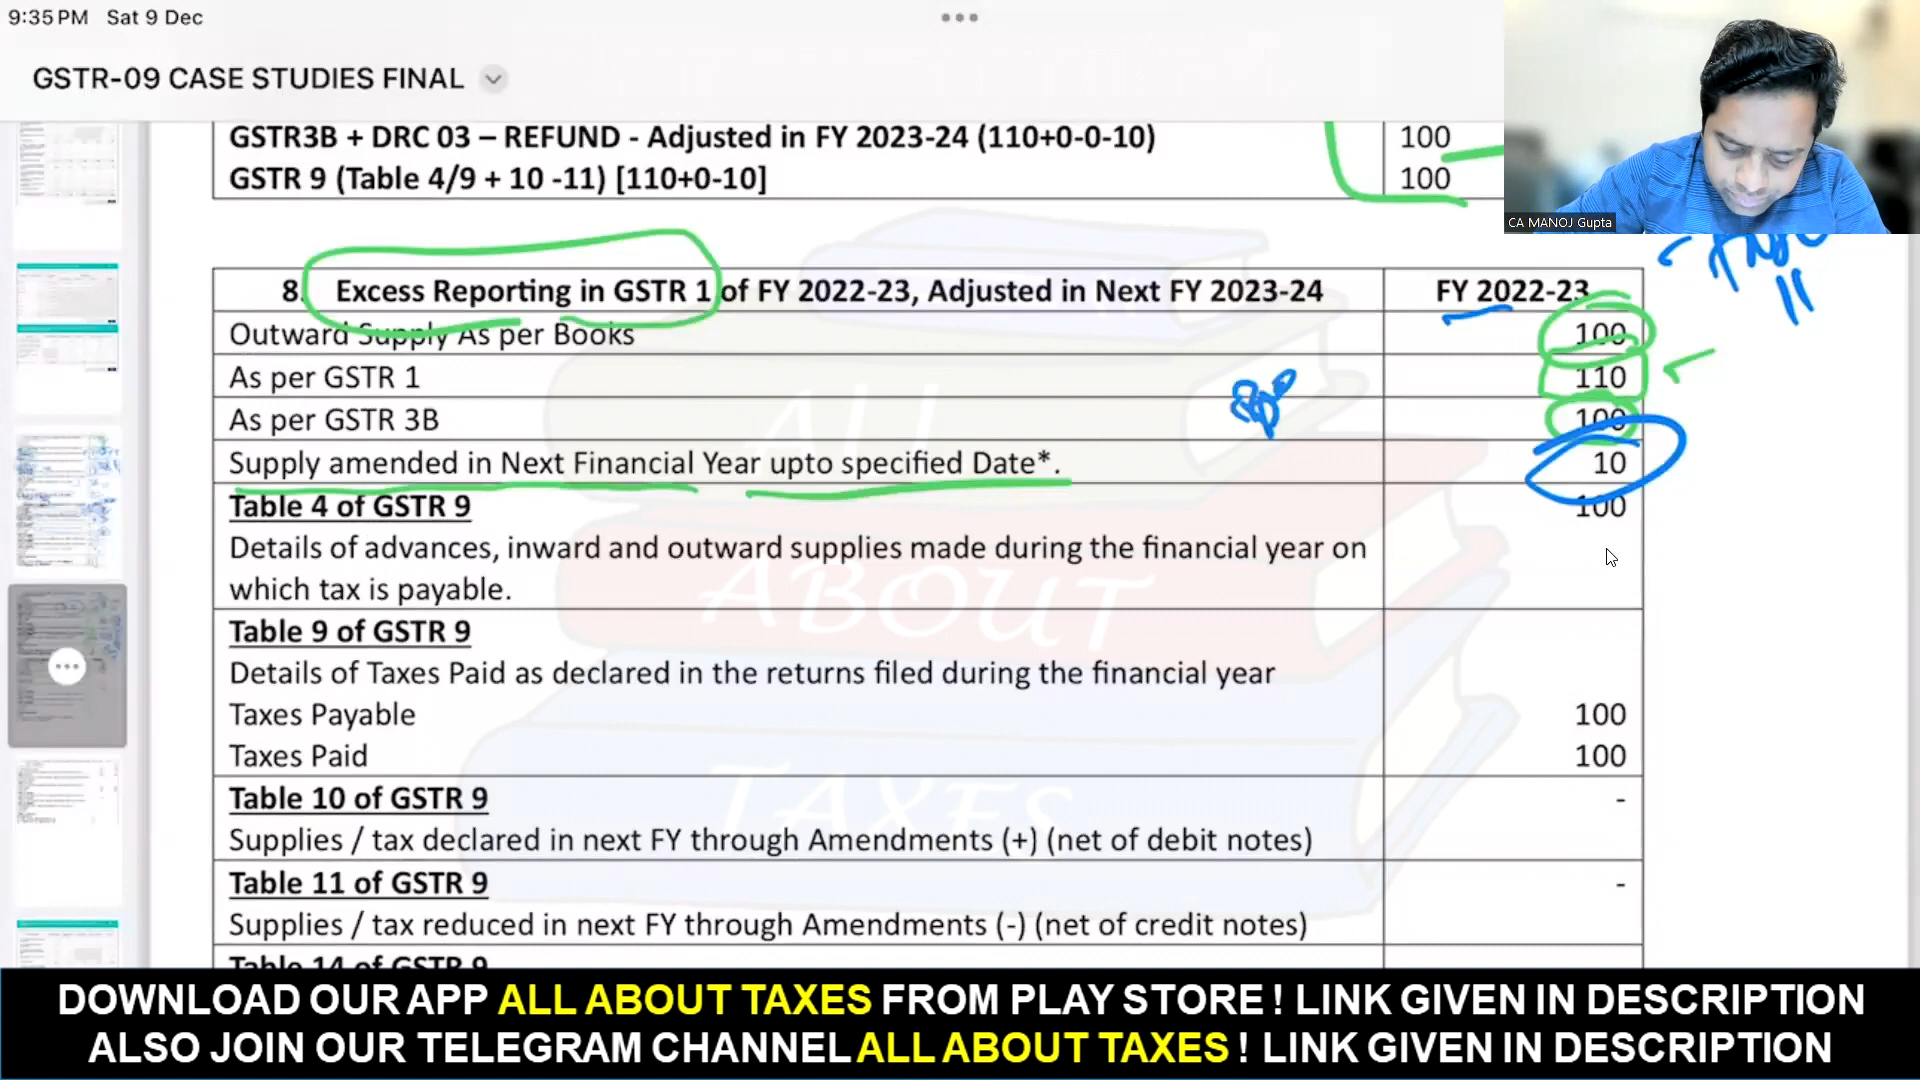 9:35 PM Sat 9 Dec
GSTR-09 CASE STUDIES FINAL
GSTR3B + DRC 03 – REFUND - Adjusted in FY 2023-24 (110+0-0-10) 100
GSTR 9 (Table 4/9 + 10 -11) [110+0-10] 100
CA MANOJ Gupta
8. Excess Reporting in GSTR 1 of FY 2022-23, Adjusted in Next FY 2023-24 FY 2022-23
Outward Supply As per Books 100
As per GSTR 1 110
As per GSTR 3B 100
Supply amended in Next Financial Year upto specified Date*. 10
Table 4 of GSTR 9 100
Details of advances, inward and outward supplies made during the financial year on
which tax is payable.
Table 9 of GSTR 9
Details of Taxes Paid as declared in the returns filed during the financial year
Taxes Payable 100
Taxes Paid 100
Table 10 of GSTR 9 -
Supplies / tax declared in next FY through Amendments (+) (net of debit notes)
Table 11 of GSTR 9 -
Supplies / tax reduced in next FY through Amendments (-) (net of credit notes)
Table 14 of GSTR 9
ALL
ABOUT
TAXES
DOWNLOAD OUR APP ALL ABOUT TAXES FROM PLAY STORE ! LINK GIVEN IN DESCRIPTION
ALSO JOIN OUR TELEGRAM CHANNEL ALL ABOUT TAXES ! LINK GIVEN IN DESCRIPTION